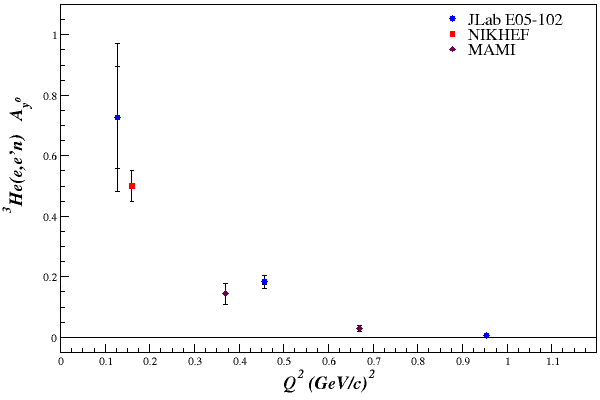 JLab E05-102
NIKHEF
MAMI
³He(e,e'n) A_y⁰
1
0.8
0.6
0.4
0.2
0
0 0.1 0.2 0.3 0.4 0.5 0.6 0.7 0.8 0.9 1 1.1
Q² (GeV/c)²